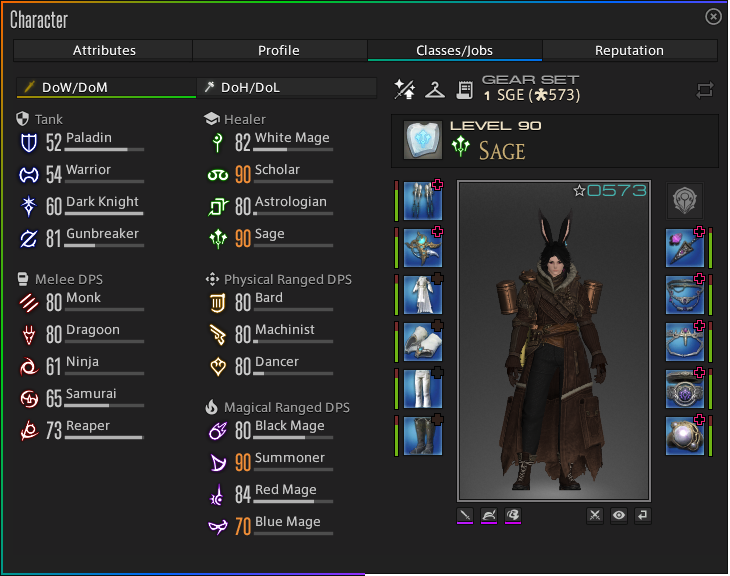 Character
Attributes Profile Classes/Jobs Reputation
DoW/DoM DoH/DoL
Tank
52 Paladin
54 Warrior
60 Dark Knight
81 Gunbreaker
Melee DPS
80 Monk
80 Dragoon
61 Ninja
65 Samurai
73 Reaper
Healer
82 White Mage
90 Scholar
80 Astrologian
90 Sage
Physical Ranged DPS
80 Bard
80 Machinist
80 Dancer
Magical Ranged DPS
80 Black Mage
90 Summoner
84 Red Mage
70 Blue Mage
GEAR SET
1 SGE (573)
LEVEL 90
SAGE
0573